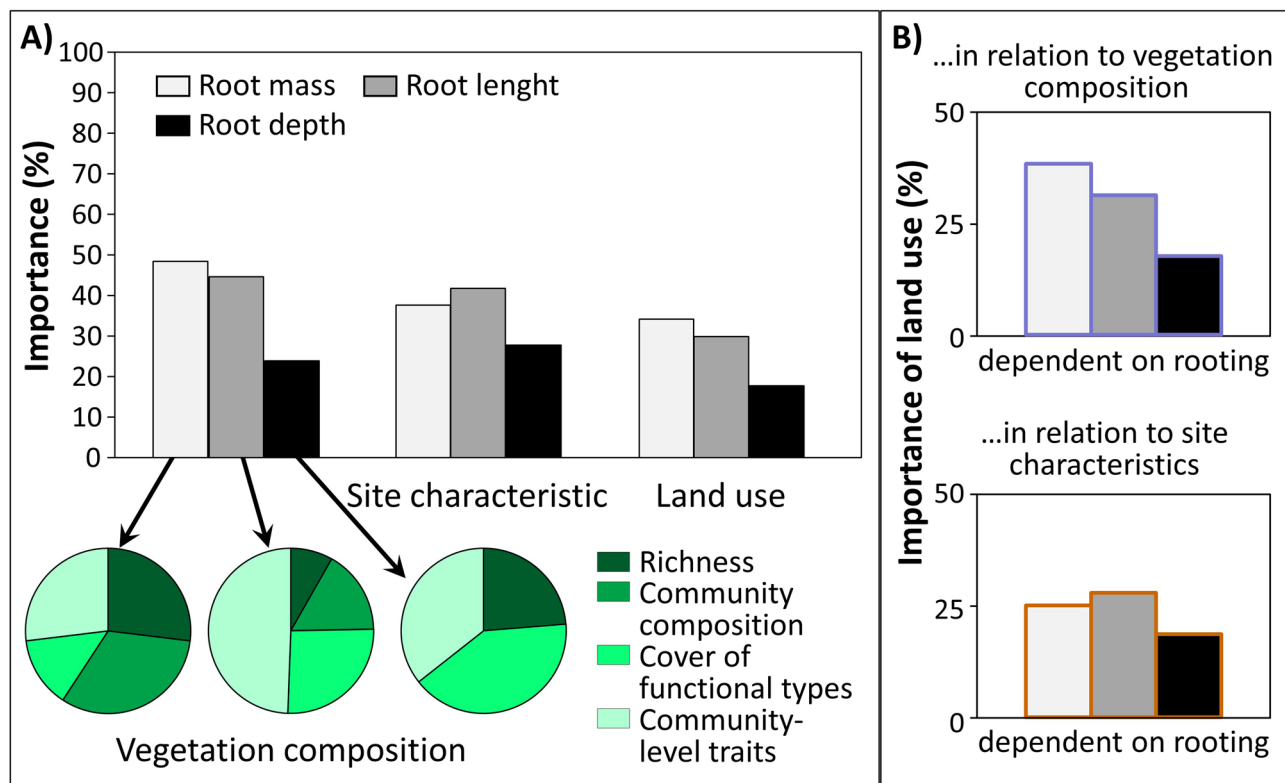 A)
100
90
80
70
60
50
40
30
20
10
0
Importance (%)
Root mass
Root lenght
Root depth
Site characteristic
Land use
Richness
Community
composition
Cover of
functional types
Community-
level traits
Vegetation composition
B)
Importance of land use (%)
...in relation to vegetation
composition
50
25
0
dependent on rooting
...in relation to site
characteristics
50
25
0
dependent on rooting